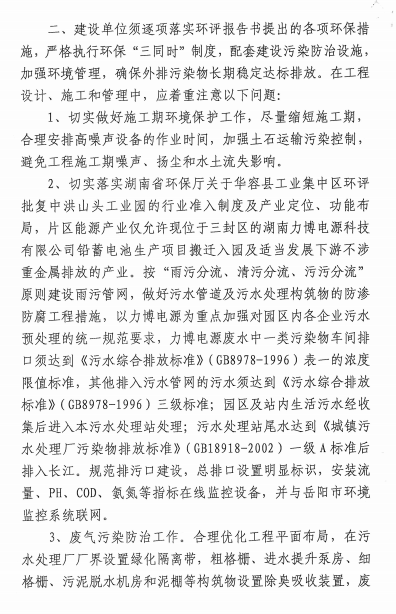 二、建设单位须逐项落实环评报告书提出的各项环保措
施，严格执行环保“三同时”制度，配套建设污染防治设施，
加强环境管理，确保外排污染物长期稳定达标排放。在工程
设计、施工和管理中，应着重注意以下问题：
1、切实做好施工期环境保护工作，尽量缩短施工期，
合理安排高噪声设备的作业时间，加强土石运输污染控制，
避免工程施工期噪声、扬尘和水土流失影响。
2、切实落实湖南省环保厅关于华容县工业集中区环评
批复中洪山头工业园的行业准入制度及产业定位、功能布
局，片区能源产业仅允许现位于三封区的湖南力博电源科技
有限公司铅蓄电池生产项目搬迁入园及适当发展下游不涉
重金属排放的产业。按“雨污分流、清污分流、污污分流”
原则建设雨污管网，做好污水管道及污水处理构筑物的防渗
防腐工程措施，以力博电源为重点加强对园区内各企业污水
预处理的统一规范要求，力博电源废水中一类污染物车间排
口须达到《污水综合排放标准》（GB8978-1996）表一的浓度
限值标准，其他排入污水管网的污水须达到《污水综合排放
标准》（GB8978-1996）三级标准；园区及站内生活污水经收
集后进入本污水处理站处理；污水处理站尾水达到《城镇污
水处理厂污染物排放标准》（GB18918-2002）一级A标准后
排入长江。规范排污口建设，总排口设置明显标识，安装流
量、PH、COD、氨氮等指标在线监控设备，并与岳阳市环境
监控系统联网。
3、废气污染防治工作。合理优化工程平面布局，在污
水处理厂厂界设置绿化隔离带，粗格栅、进水提升泵房、细
格栅、污泥脱水机房和泥棚等构筑物设置除臭吸收装置，废